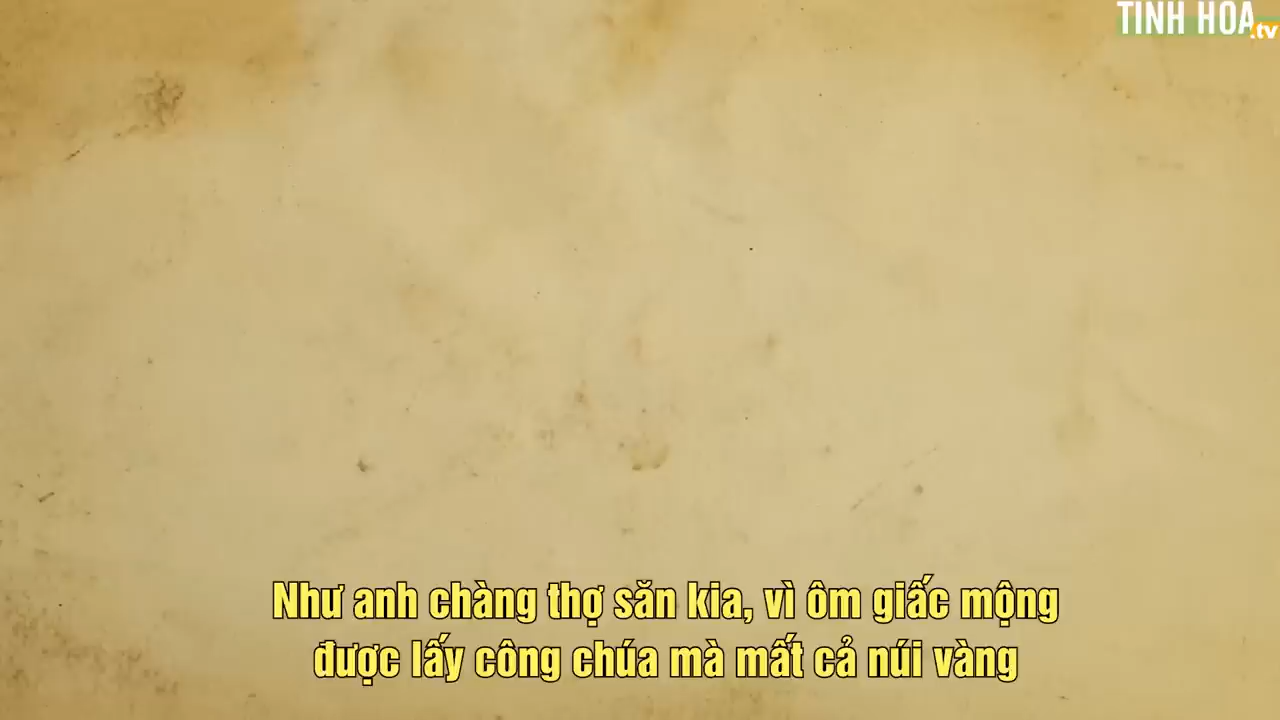 TINH HOA.tv
Như anh chàng thợ săn kia, vì ôm giấc mộng
được lấy công chúa mà mất cả núi vàng